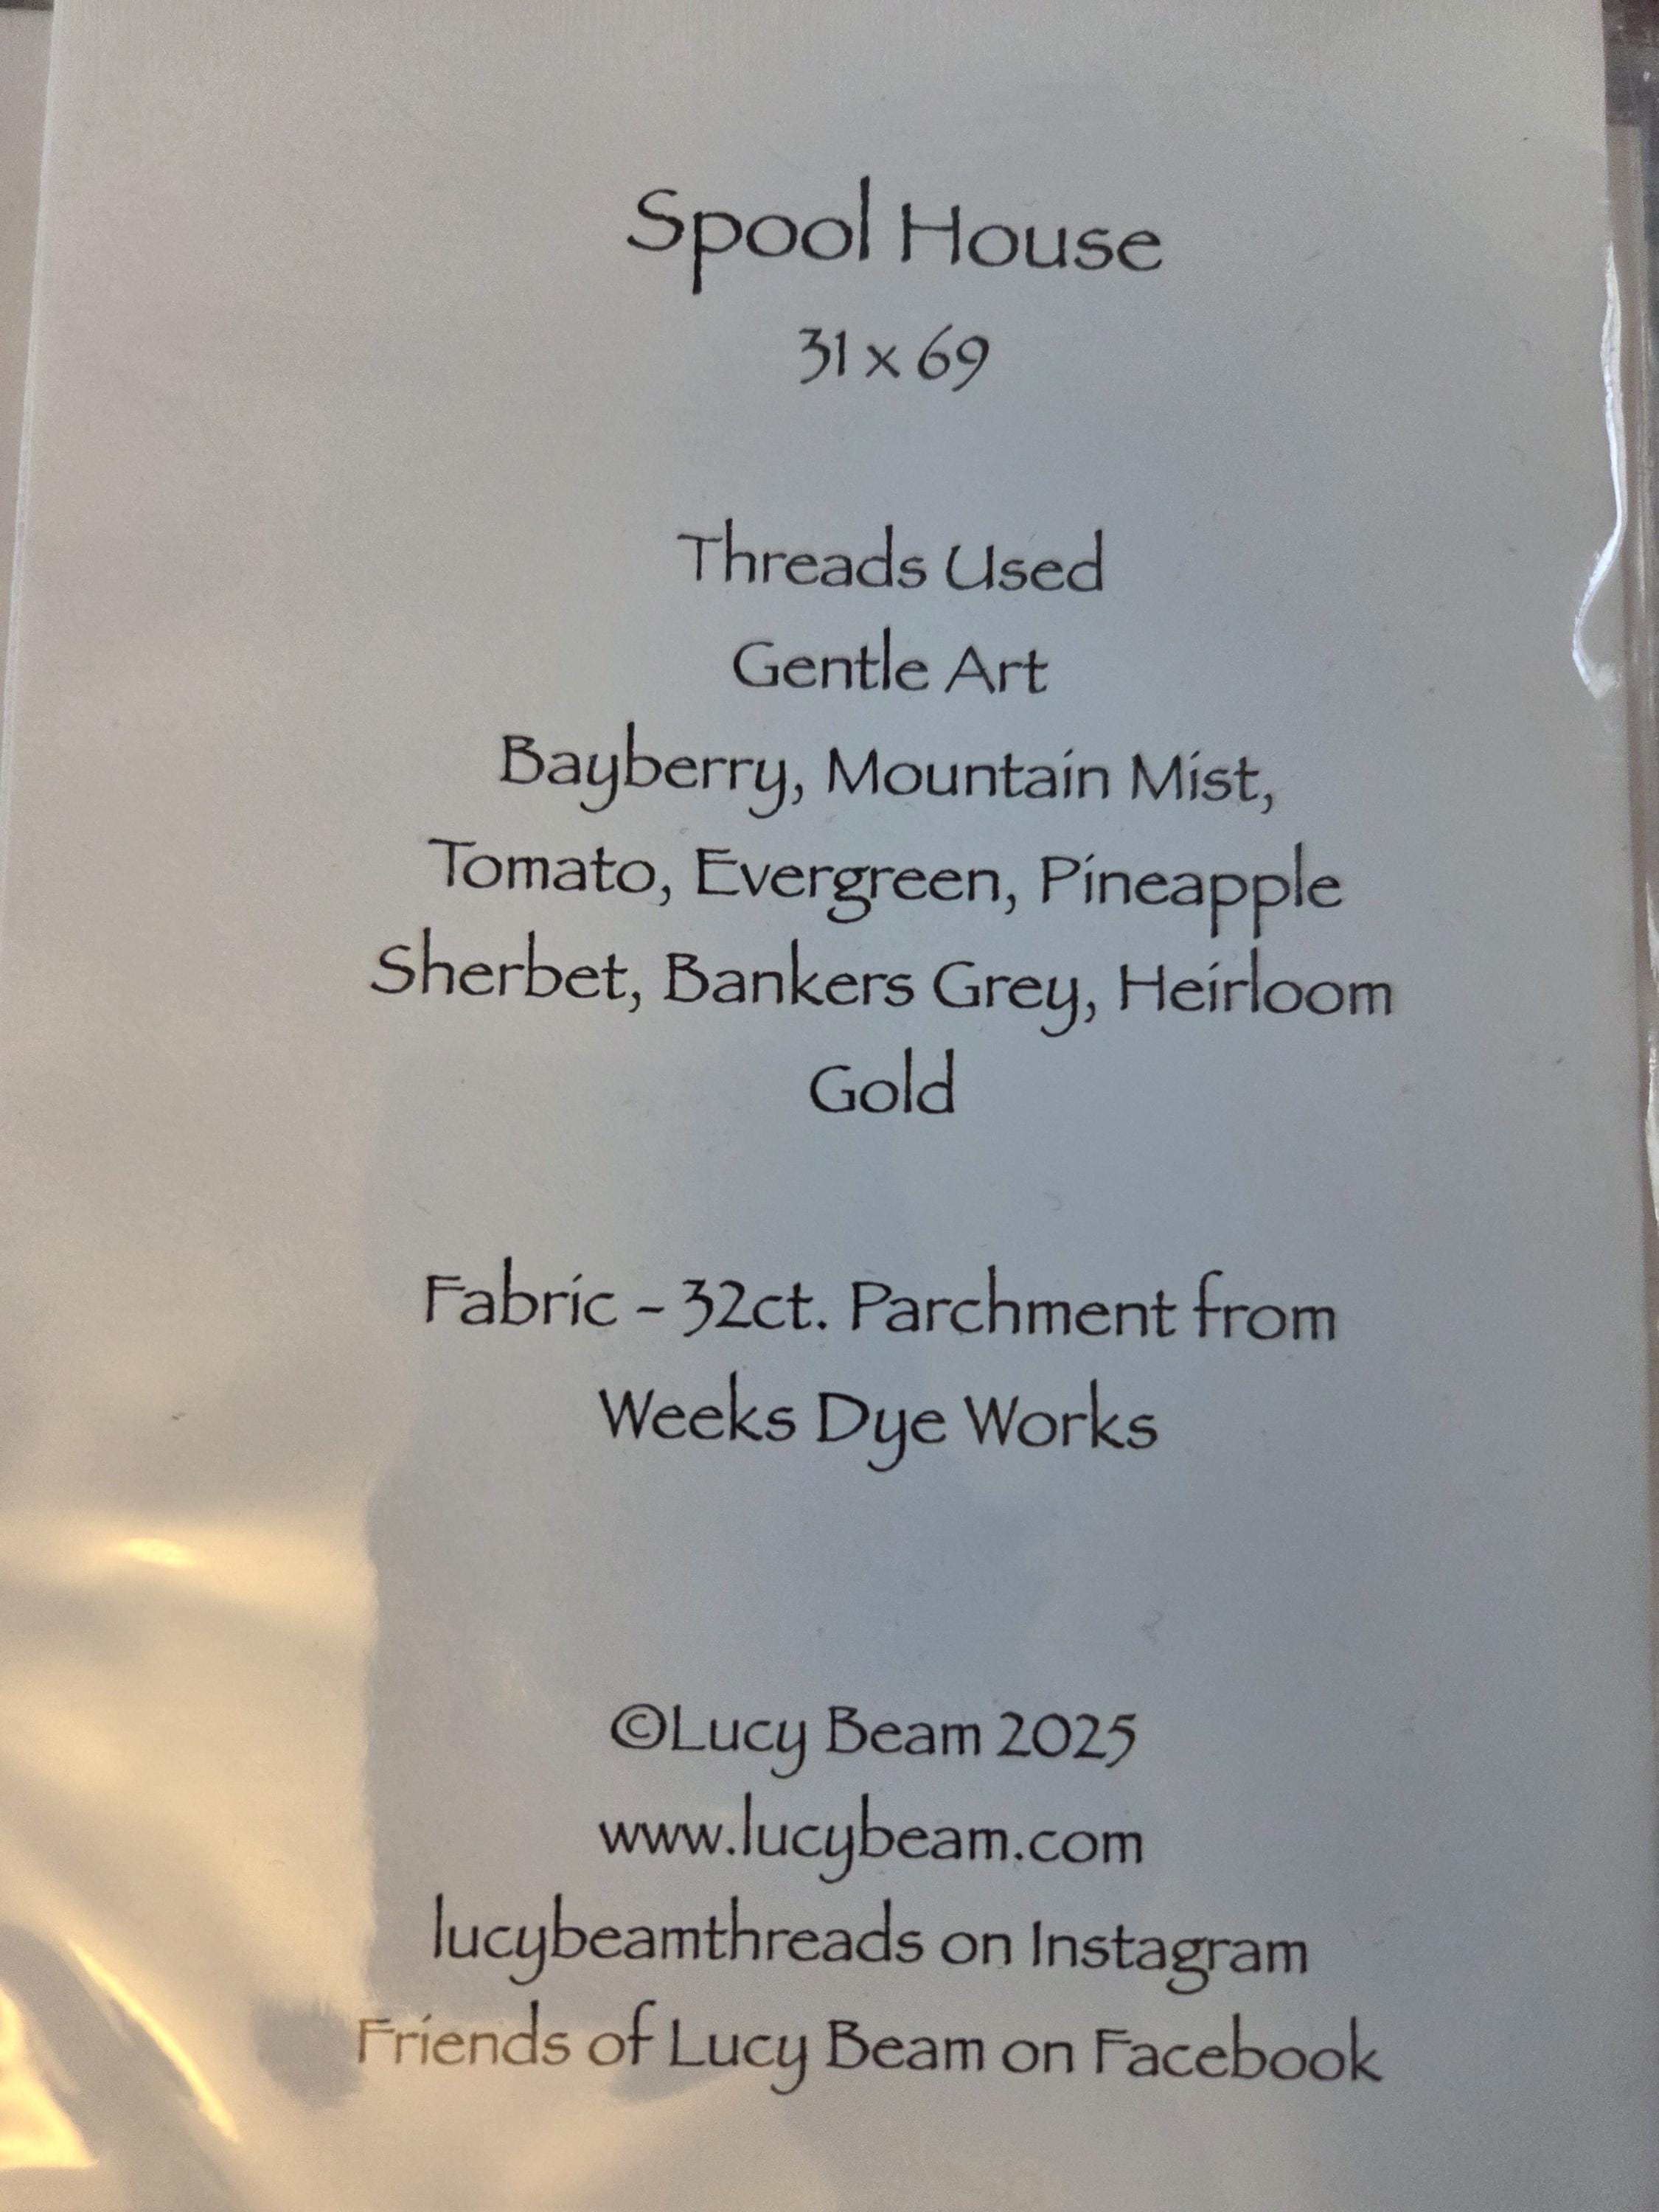 Spool House
31 x 69
Threads Used
Gentle Art
Bayberry, Mountain Mist,
Tomato, Evergreen, Pineapple
Sherbet, Bankers Grey, Heirloom
Gold
Fabric - 32ct. Parchment from
Weeks Dye Works
©Lucy Beam 2025
www.lucybeam.com
lucybeamthreads on Instagram
Friends of Lucy Beam on Facebook